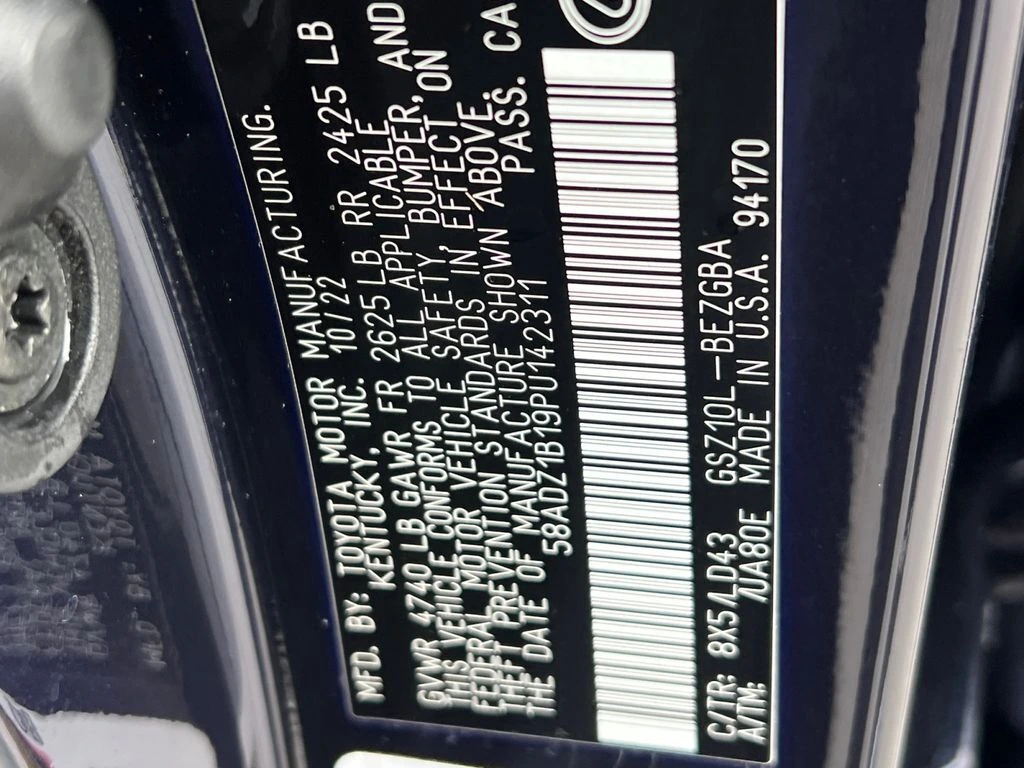 MFD. BY: TOYOTA MOTOR MANUFACTURING.
KENTUCKY, INC. 10/22
GVWR 4740 LB GAWR FR 2625 LB RR 2425 LB
THIS VEHICLE CONFORMS TO ALL APPLICABLE
FEDERAL MOTOR VEHICLE SAFETY, BUMPER, AND
THEFT PREVENTION STANDARDS IN EFFECT ON
THE DATE OF MANUFACTURE SHOWN ABOVE.
58ADZ1B19PU142311 PASS. CA
C/TR: 8X5/LD43 GSZ10L-BEZGBA
A/TM: /UA80E MADE IN U.S.A. 94170